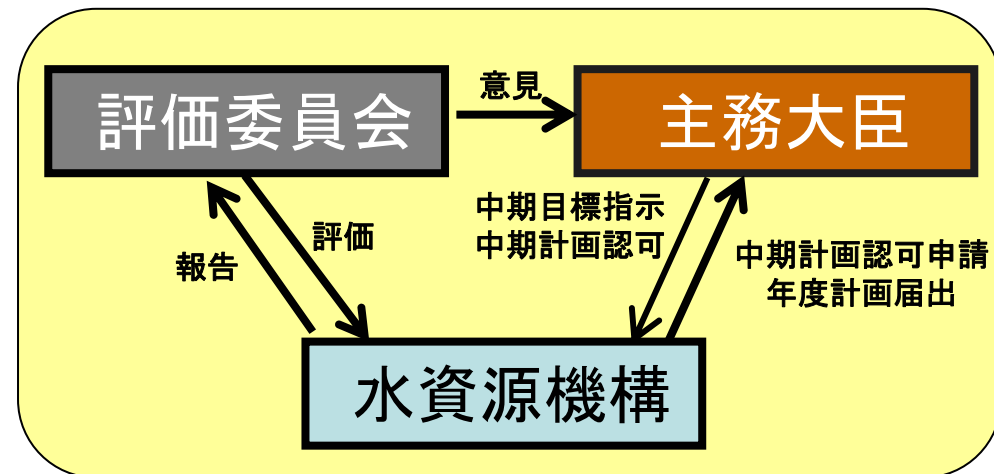 評価委員会
意見
主務大臣
報告
評価
中期目標指示
中期計画認可
中期計画認可申請
年度計画届出
水資源機構